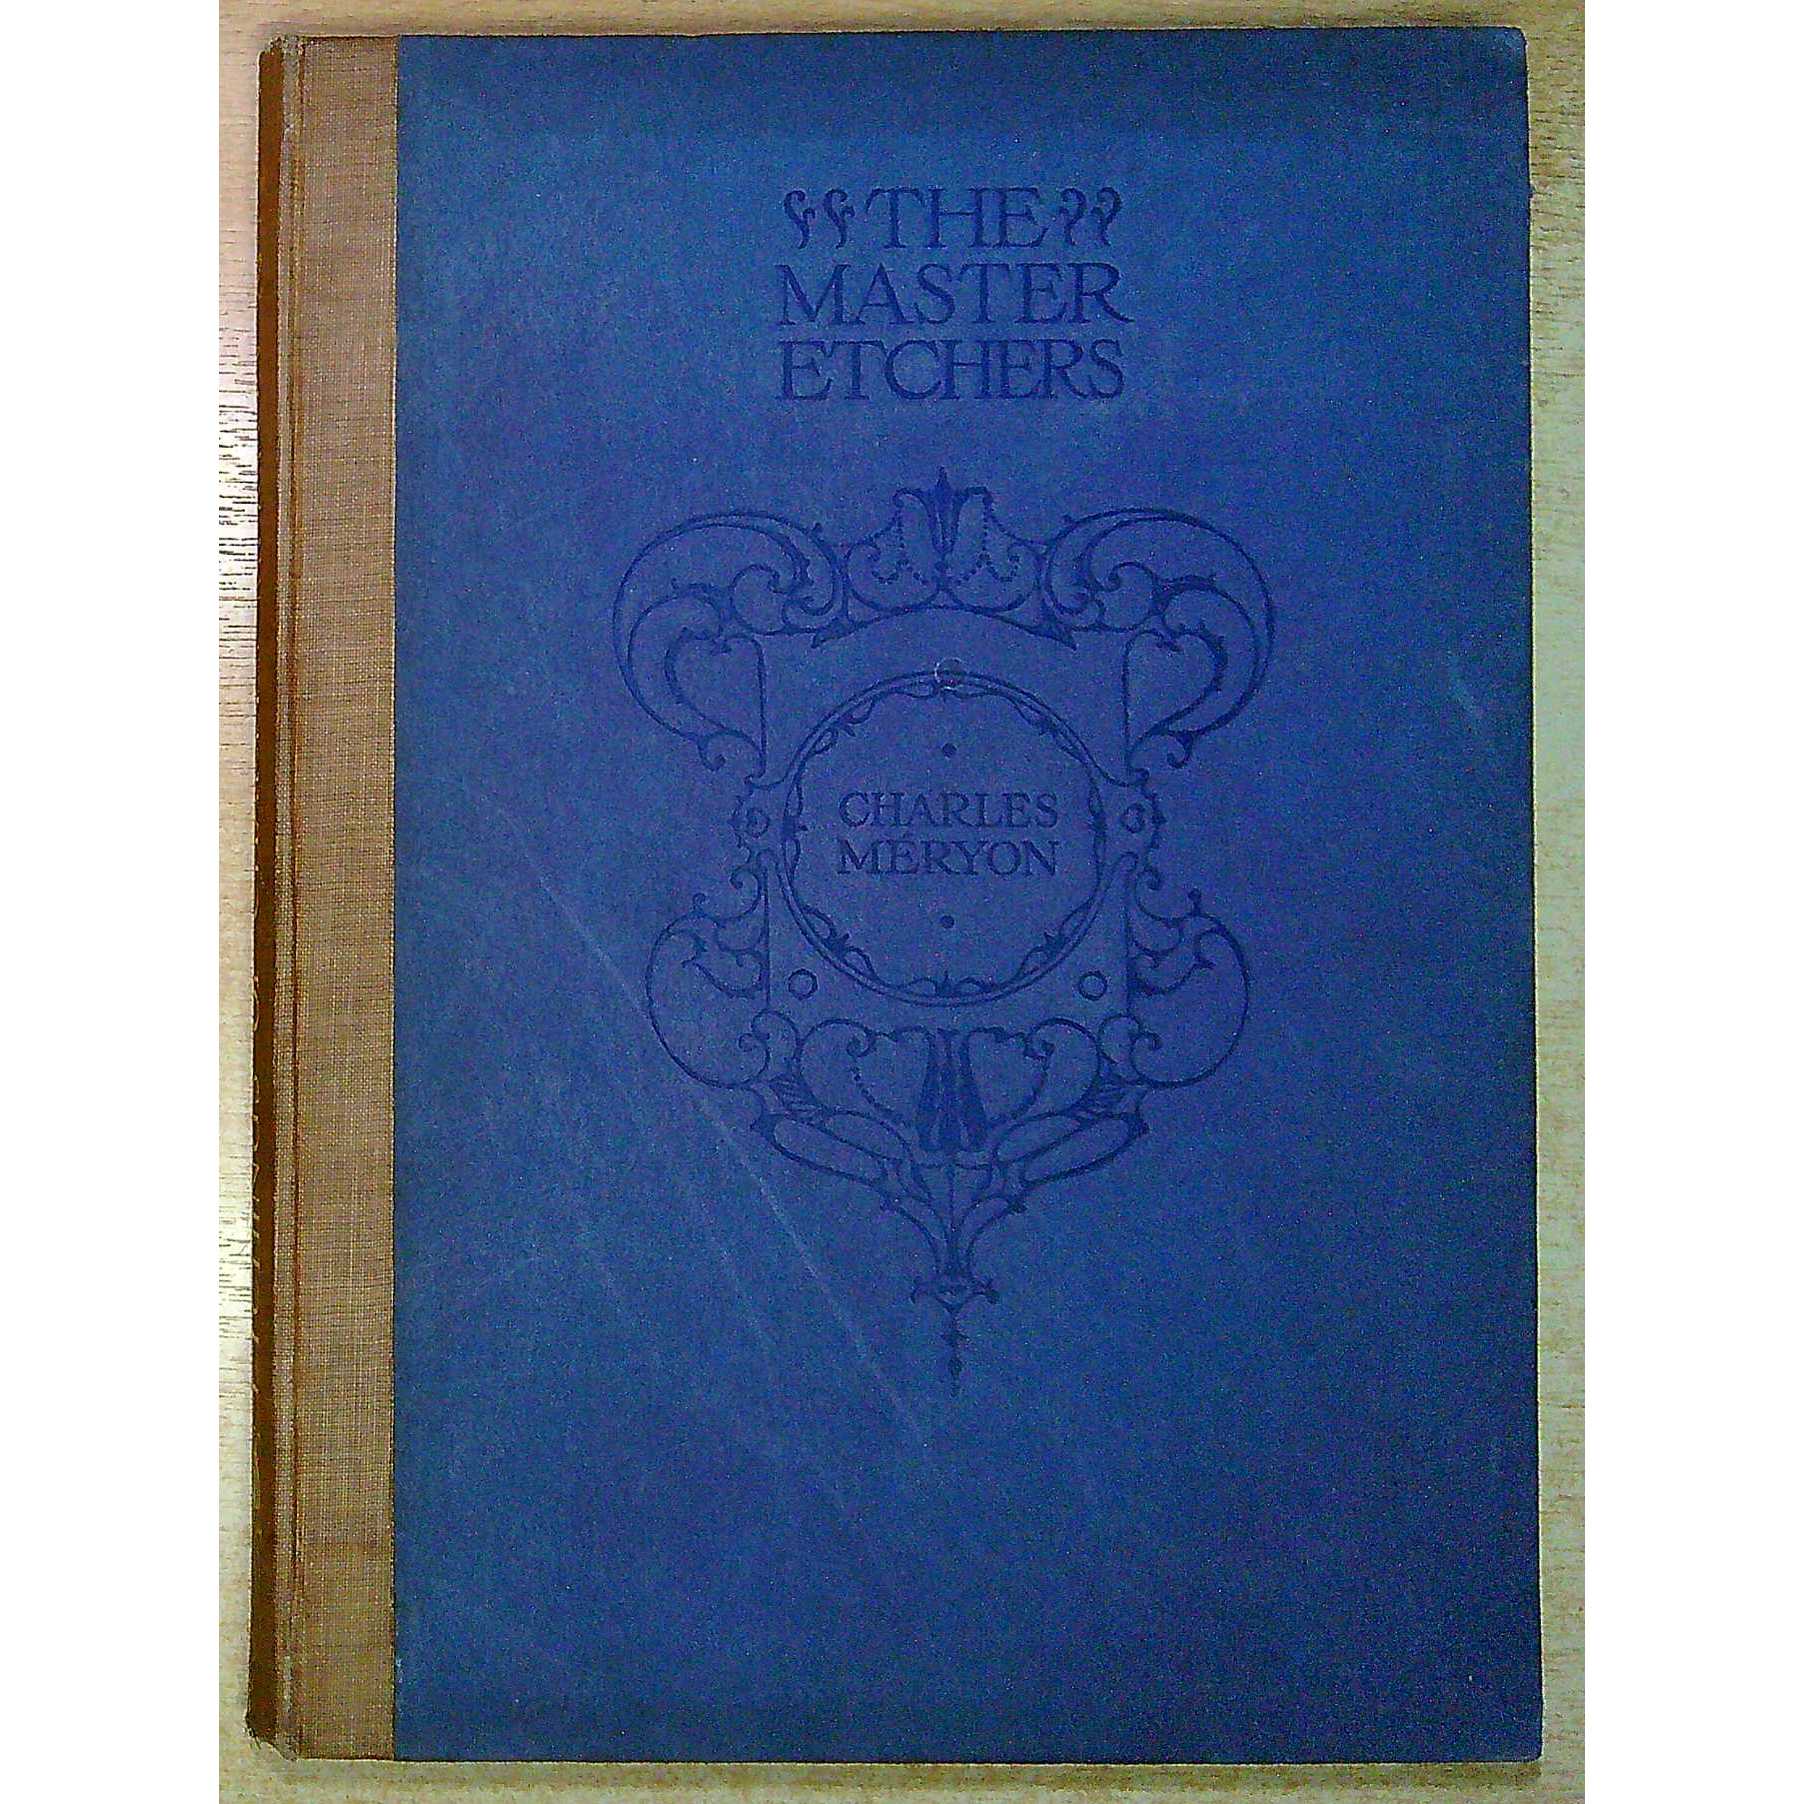 THE
MASTER
ETCHERS
CHARLES
MÉRYON